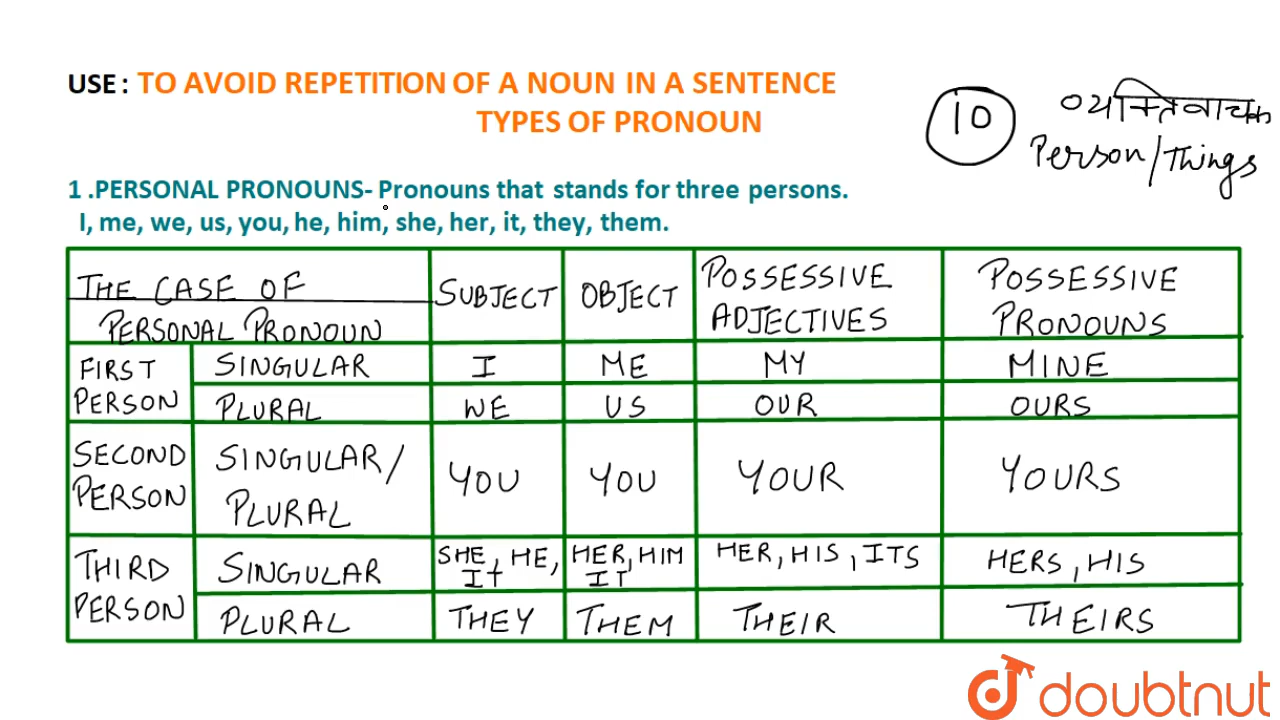 USE : TO AVOID REPETITION OF A NOUN IN A SENTENCE
TYPES OF PRONOUN
10
व्यक्तिवाचक
Person/Things
1 .PERSONAL PRONOUNS- Pronouns that stands for three persons.
I, me, we, us, you, he, him, she, her, it, they, them.
THE CASE OF
PERSONAL PRONOUN
SUBJECT
OBJECT
POSSESSIVE
ADJECTIVES
POSSESSIVE
PRONOUNS
FIRST
PERSON
SINGULAR I ME MY MINE
PLURAL WE US OUR OURS
SECOND
PERSON
SINGULAR/
PLURAL
YOU YOU YOUR YOURS
THIRD
PERSON
SINGULAR
SHE, HE,
It
HER, HIM
IT
HER, HIS, ITS
HERS, HIS
PLURAL THEY THEM THEIR THEIRS
doubtnut